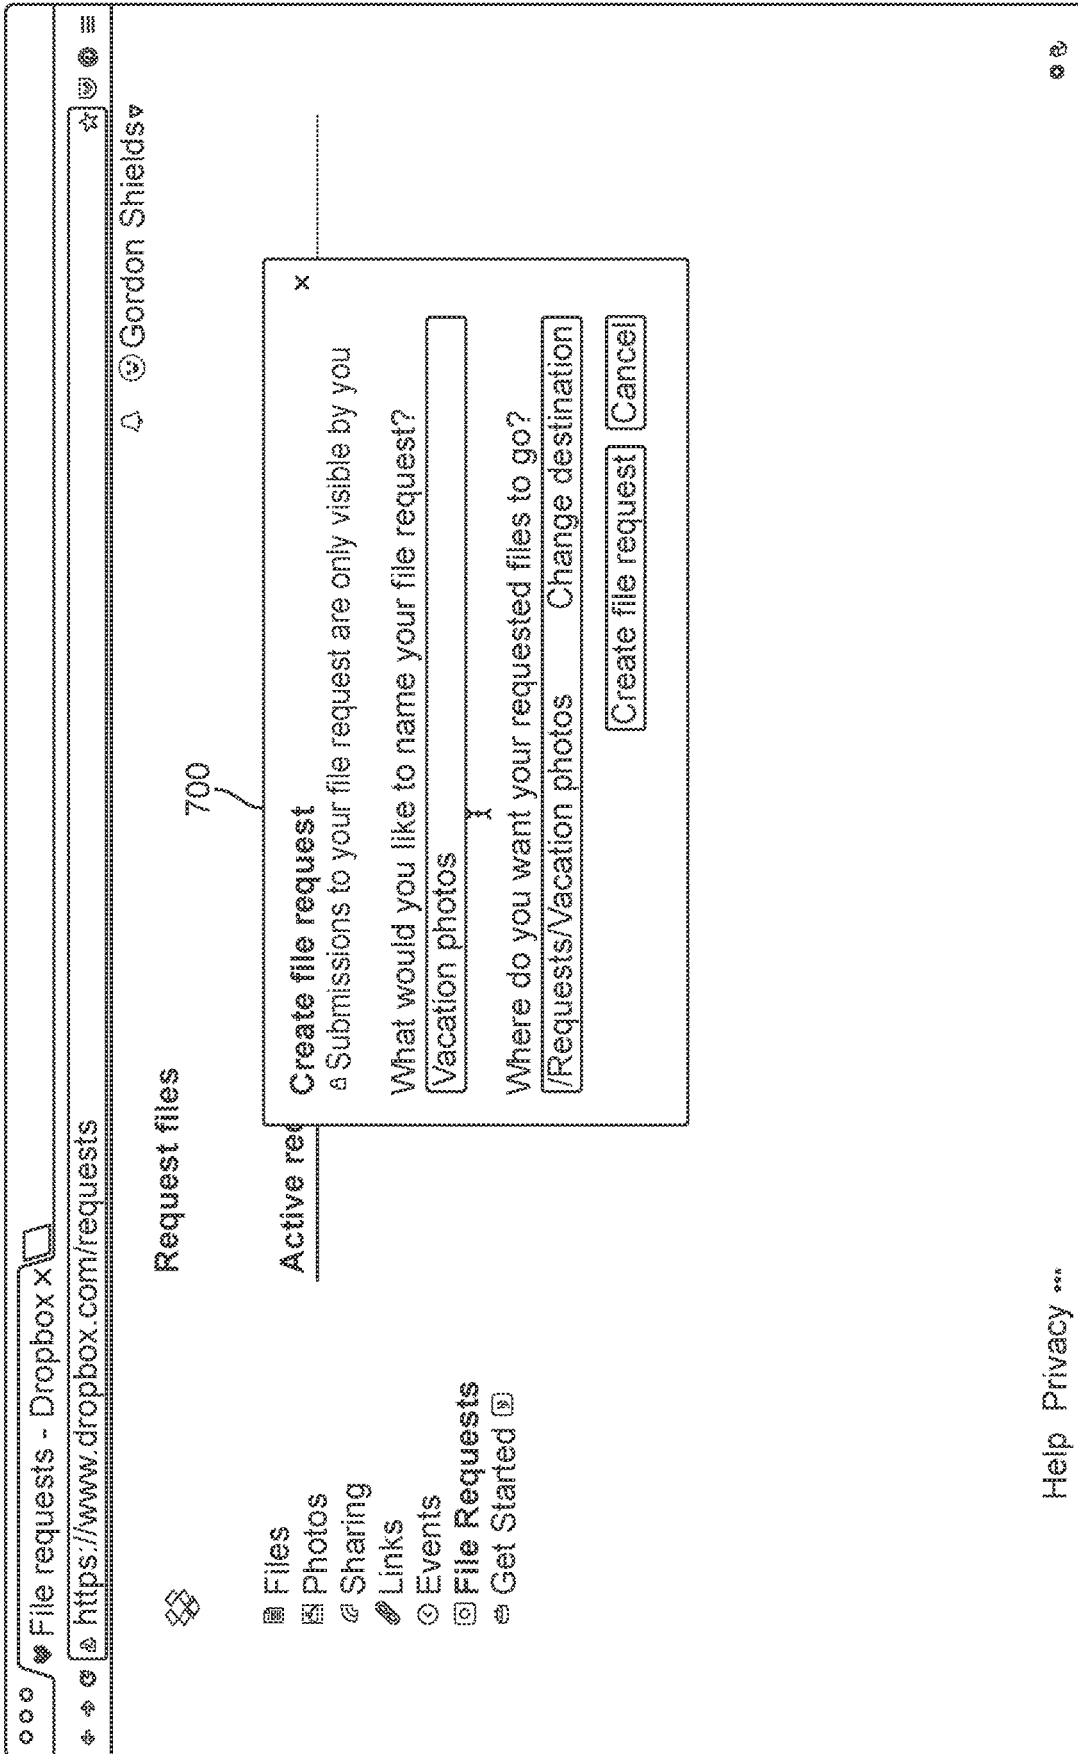 File requests - Dropbox X
https://www.dropbox.com/requests
Gordon Shields
Request files
Files
Photos
Sharing
Links
Events
File Requests
Get Started
Active req
700
Create file request
x
Submissions to your file request are only visible by you
What would you like to name your file request?
Vacation photos
Where do you want your requested files to go?
/Requests/Vacation photos Change destination
Create file request Cancel
Help Privacy •••